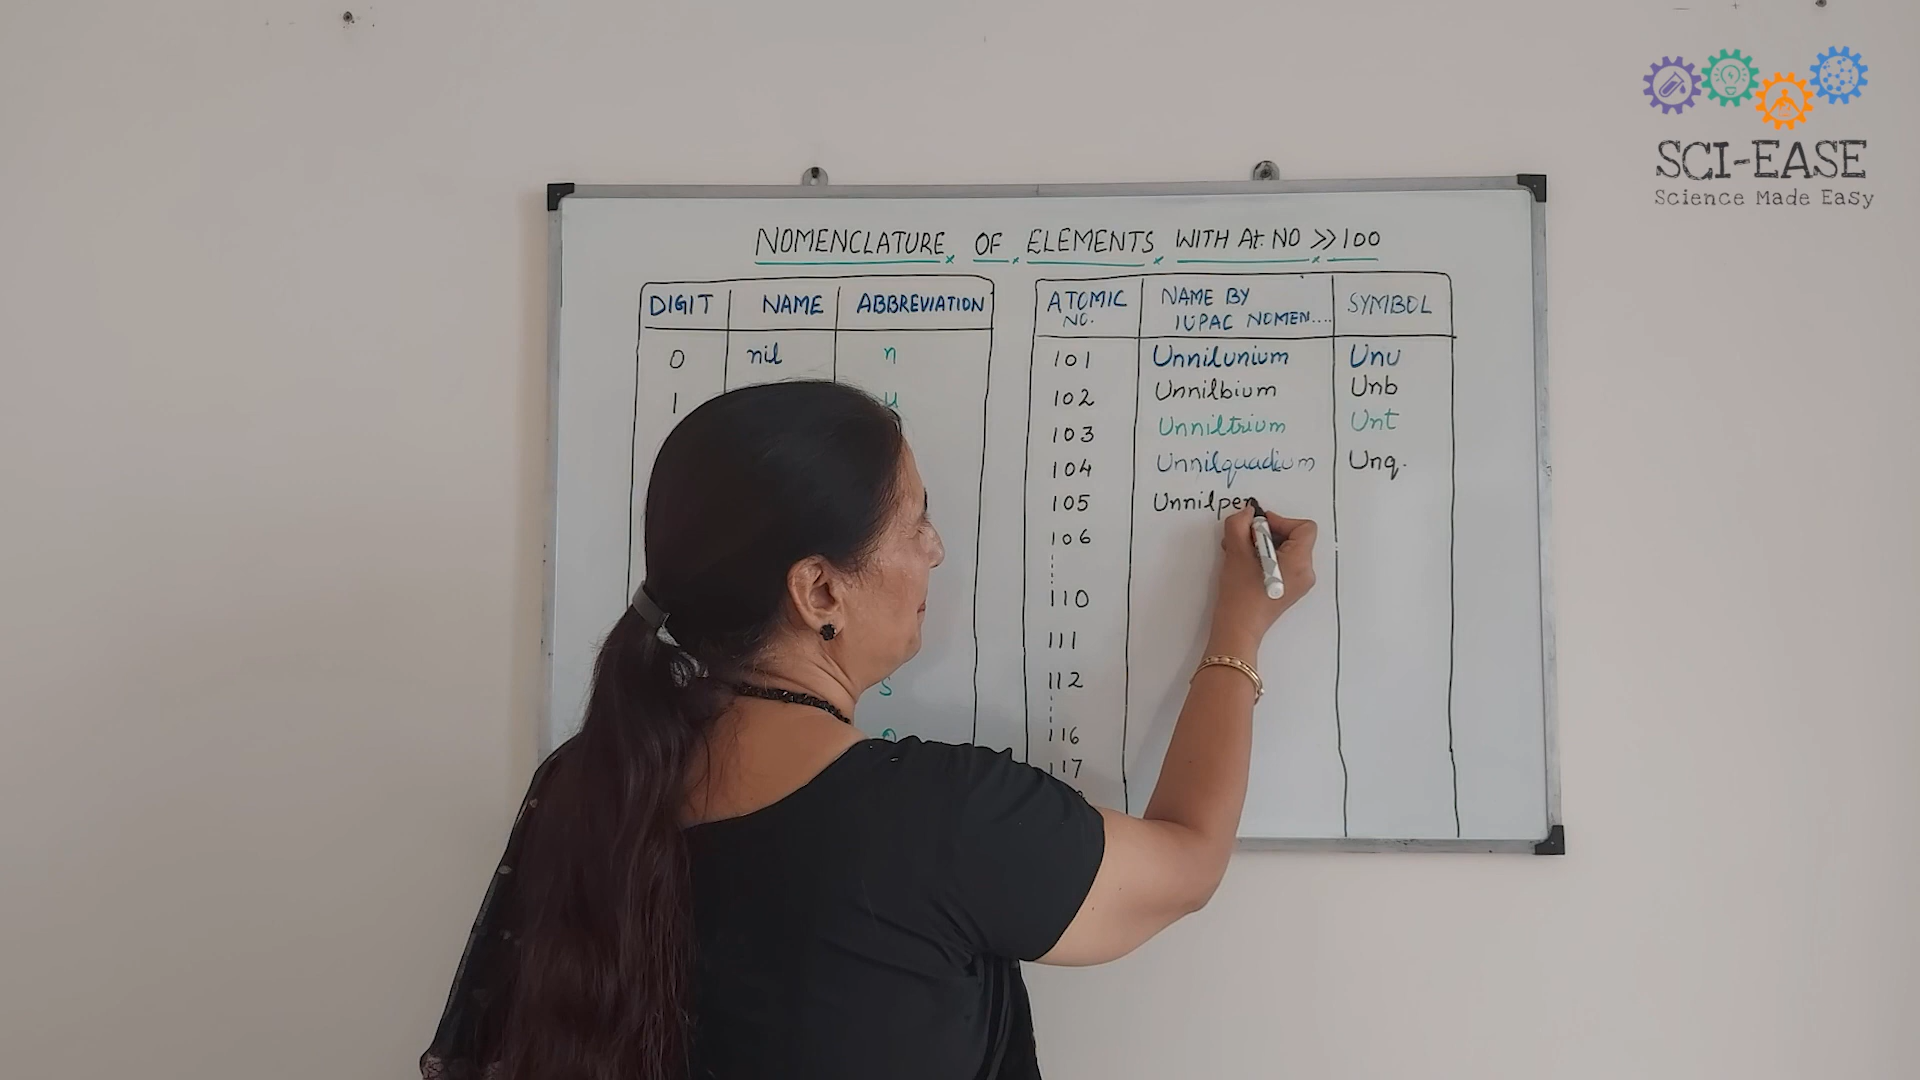 SCI-EASE
Science Made Easy
NOMENCLATURE OF ELEMENTS WITH At. NO >> 100
DIGIT NAME ABBREVIATION
0 nil n
1 u
s
ATOMIC NO. NAME BY IUPAC NOMEN.... SYMBOL
101 Unnilunium Unu
102 Unnilbium Unb
103 Unniltrium Unt
104 Unnilquadium Unq.
105 Unnilpen
106
110
111
112
116
117